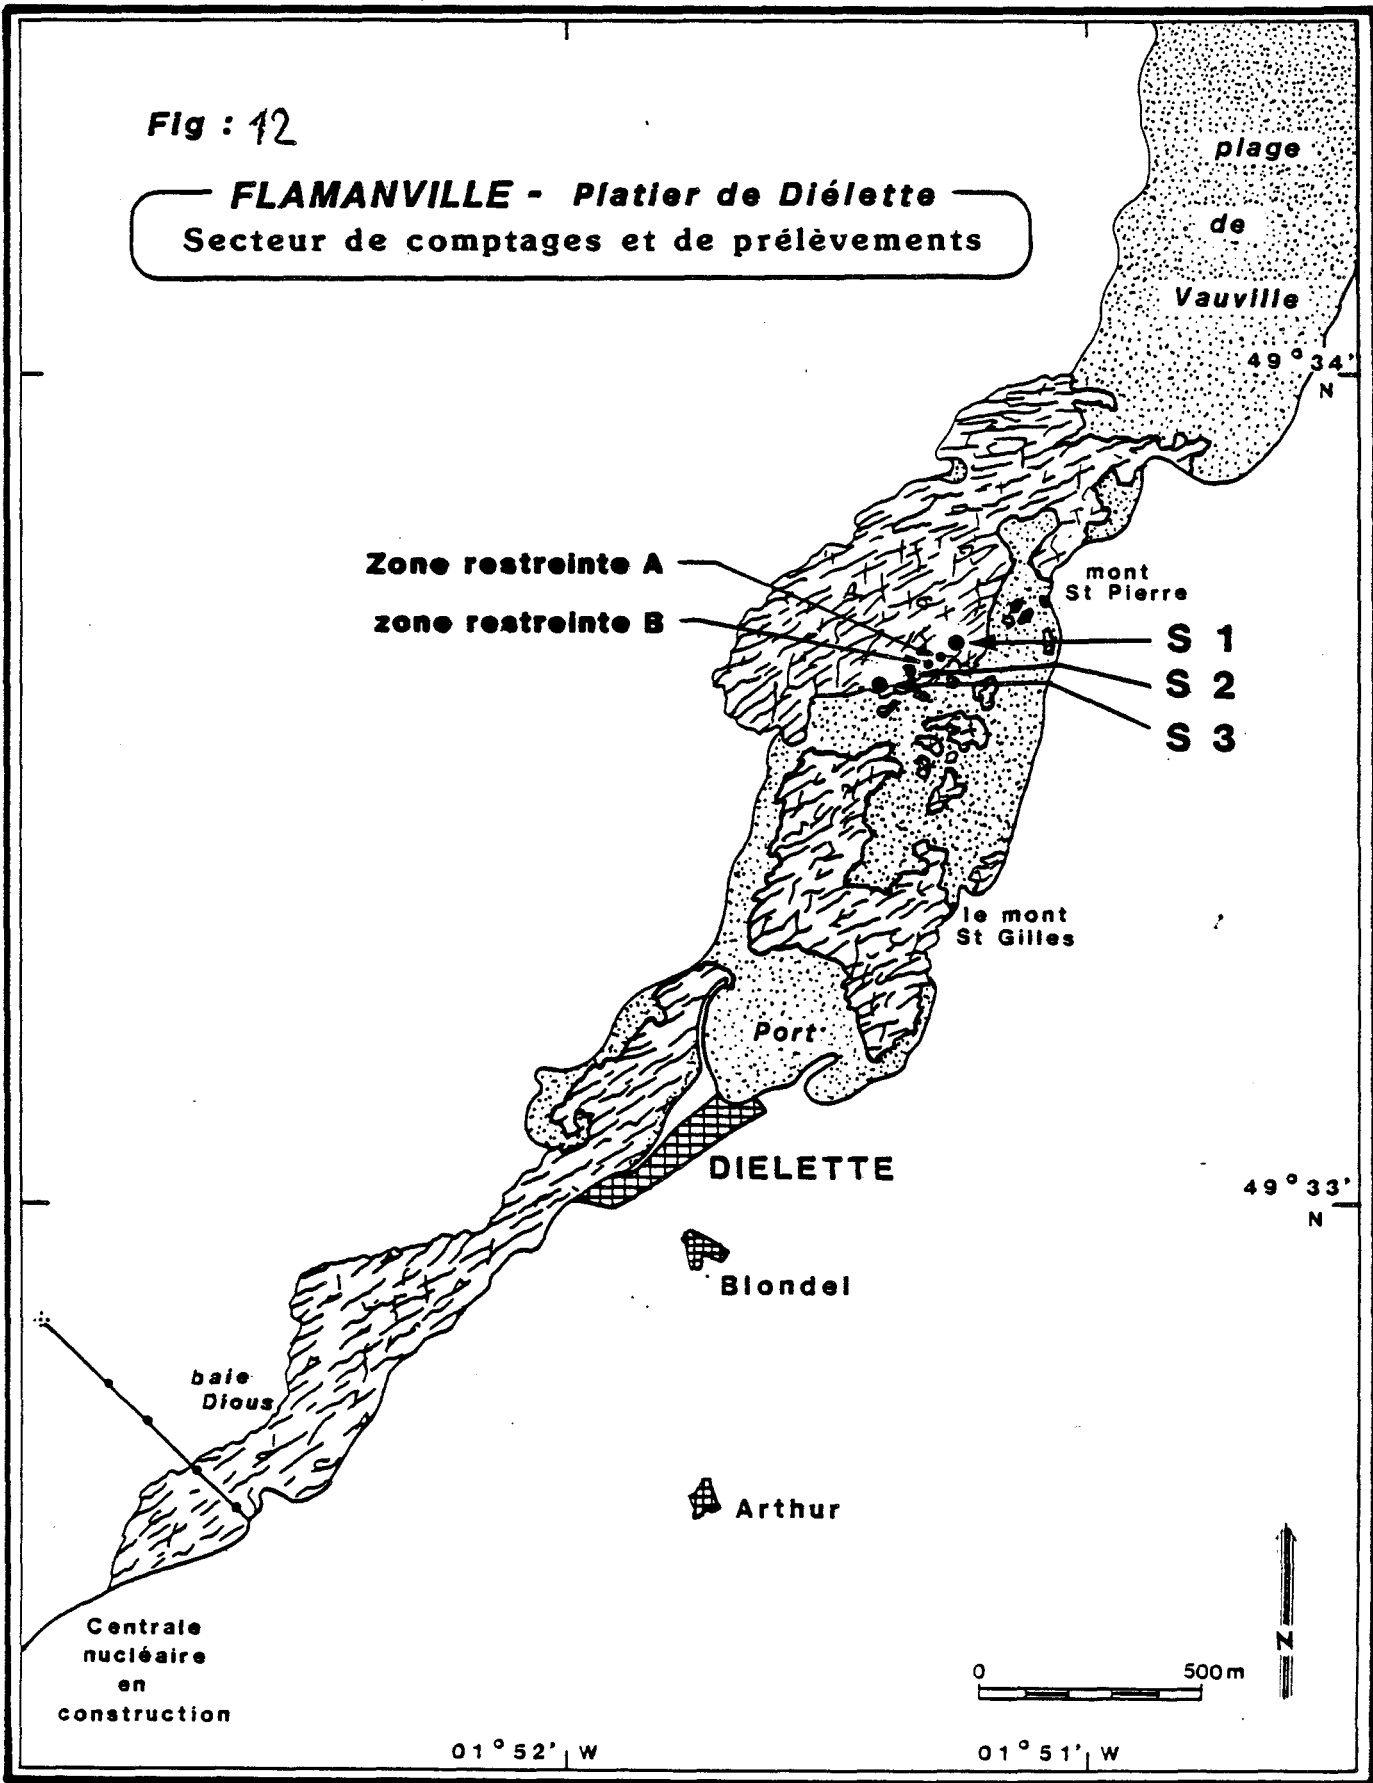 Fig : 12
FLAMANVILLE - Platier de Diélette
Secteur de comptages et de prélèvements
plage
de
Vauville
49° 34'
N
Zone restreinte A
zone restreinte B
mont
St Pierre
S 1
S 2
S 3
le mont
St Gilles
Port
DIELETTE
49° 33'
N
Blondel
baie
Dious
Arthur
Centrale
nucléaire
en
construction
0 500m
N
01° 52' W
01° 51' W